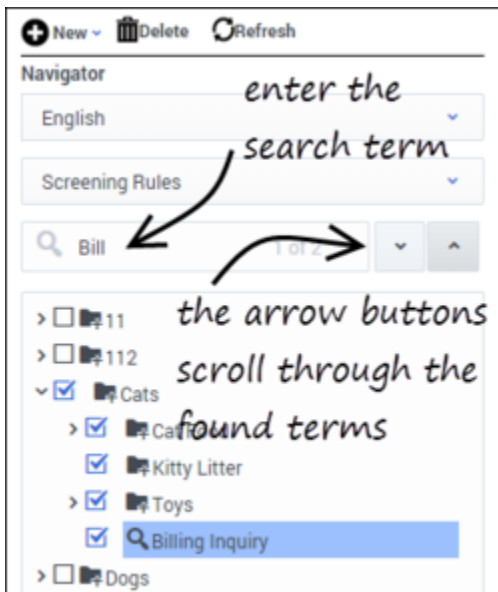 New Delete Refresh
Navigator
English
enter the
search term
Screening Rules
Bill 1 of 2
the arrow buttons
scroll through the
found terms
11
112
Cats
Cat
Kitty Litter
Toys
Billing Inquiry
Dogs